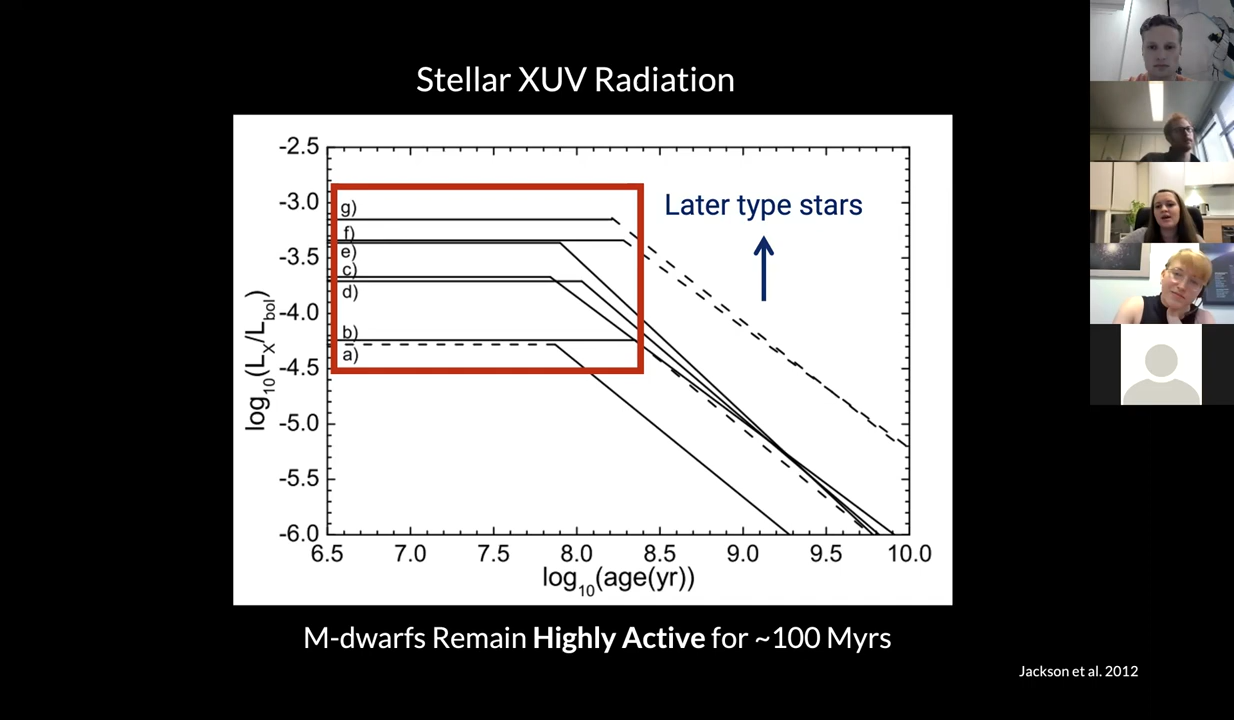 Stellar XUV Radiation
-2.5
-3.0
-3.5
-4.0
-4.5
-5.0
-5.5
-6.0
log10(LX/Lbol)
g)
f)
e)
c)
d)
b)
a)
Later type stars
6.5 7.0 7.5 8.0 8.5 9.0 9.5 10.0
log10(age(yr))
M-dwarfs Remain Highly Active for ~100 Myrs
Jackson et al. 2012